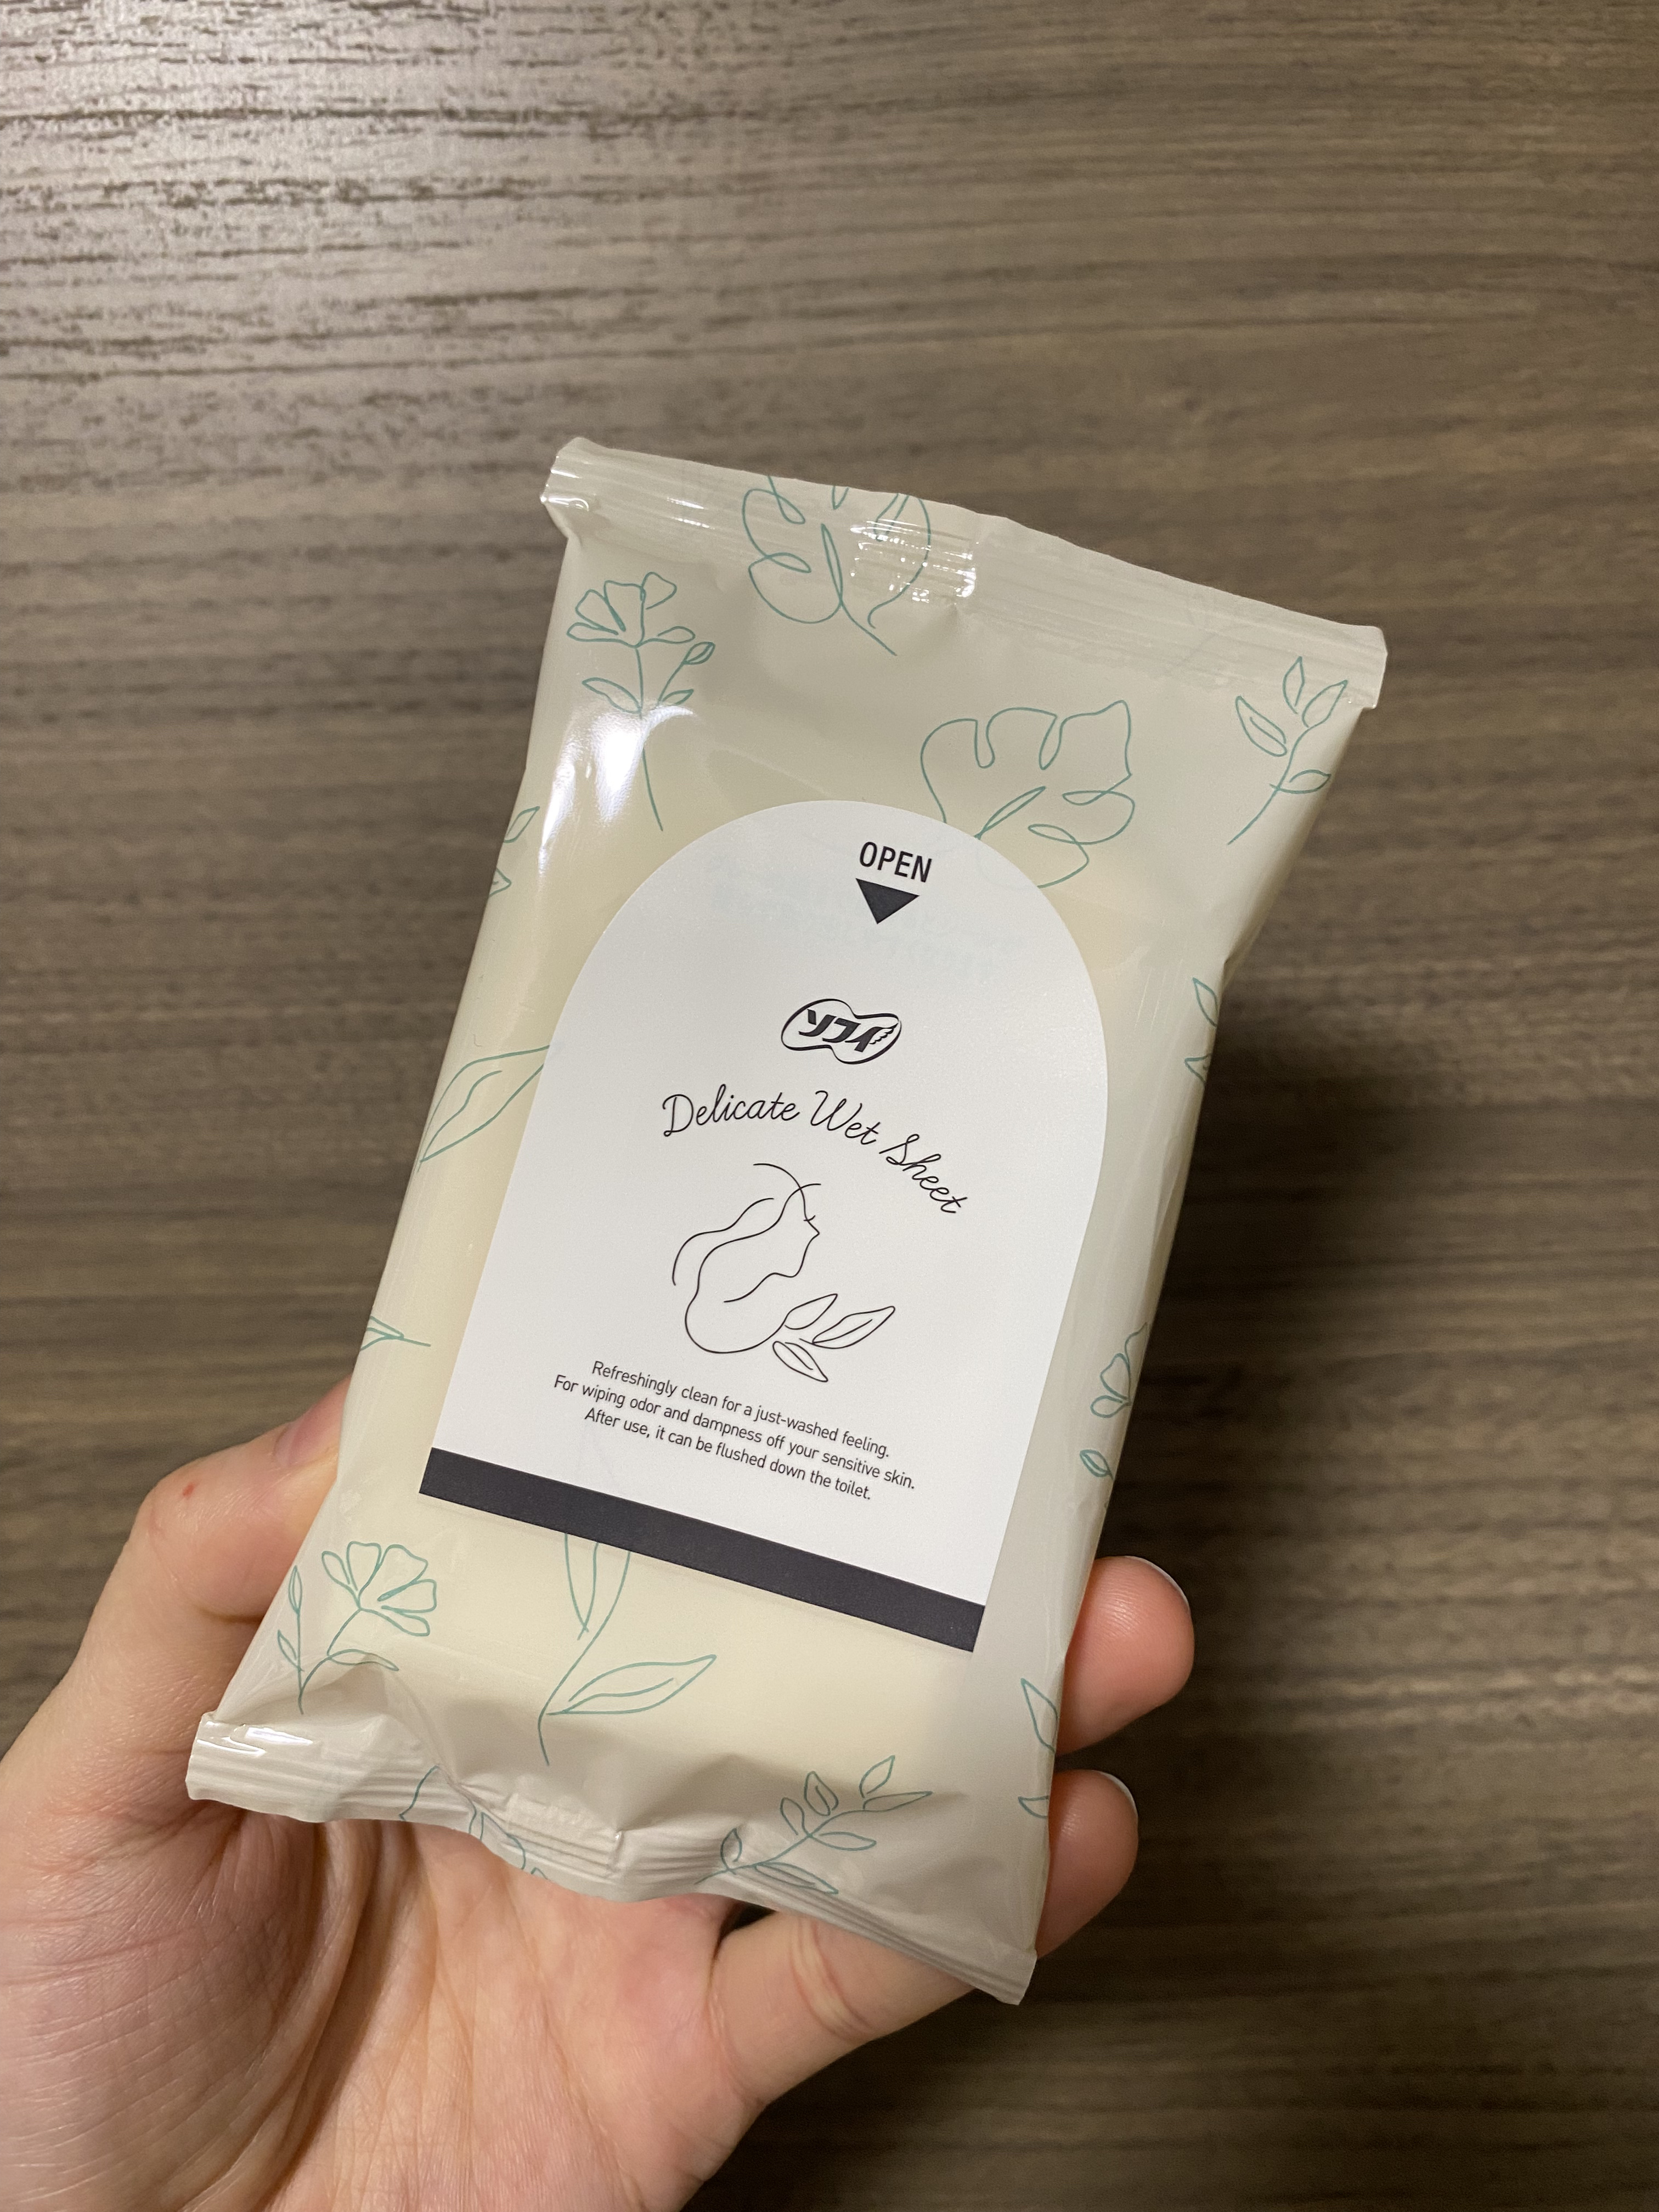 OPEN
ソフィ
Delicate Wet Sheet
Refreshingly clean for a just-washed feeling.
For wiping odor and dampness off your sensitive skin.
After use, it can be flushed down the toilet.